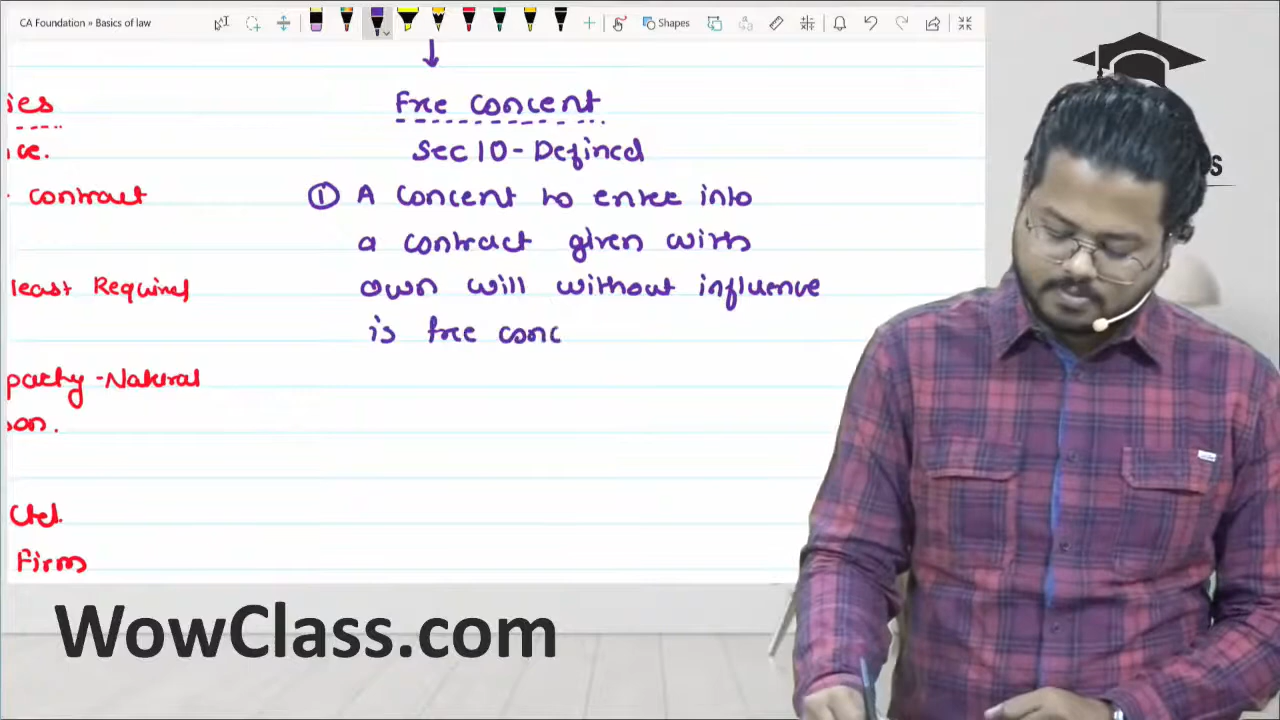 CA Foundation » Basics of law
Shapes
ies
ce.
contract
least Required
pacity - Natural
son.
Ltd.
Firm
Free Concent
Sec 10 - Defined
① A Concent to enter into
a contract given with
own will without influence
is free conc
S
WowClass.com